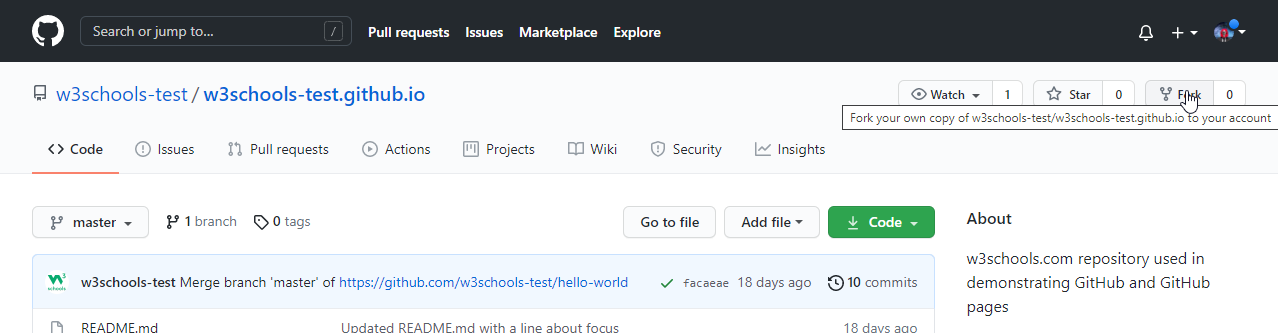 Search or jump to... / Pull requests Issues Marketplace Explore
w3schools-test / w3schools-test.github.io Watch 1 Star 0 Fork 0
Fork your own copy of w3schools-test/w3schools-test.github.io to your account
Code Issues Pull requests Actions Projects Wiki Security Insights
master 1 branch 0 tags Go to file Add file Code
About
w3schools.com repository used in
demonstrating GitHub and GitHub
pages
w3schools-test Merge branch 'master' of https://github.com/w3schools-test/hello-world facaeae 18 days ago 10 commits
README.md Updated README.md with a line about focus 18 days ago